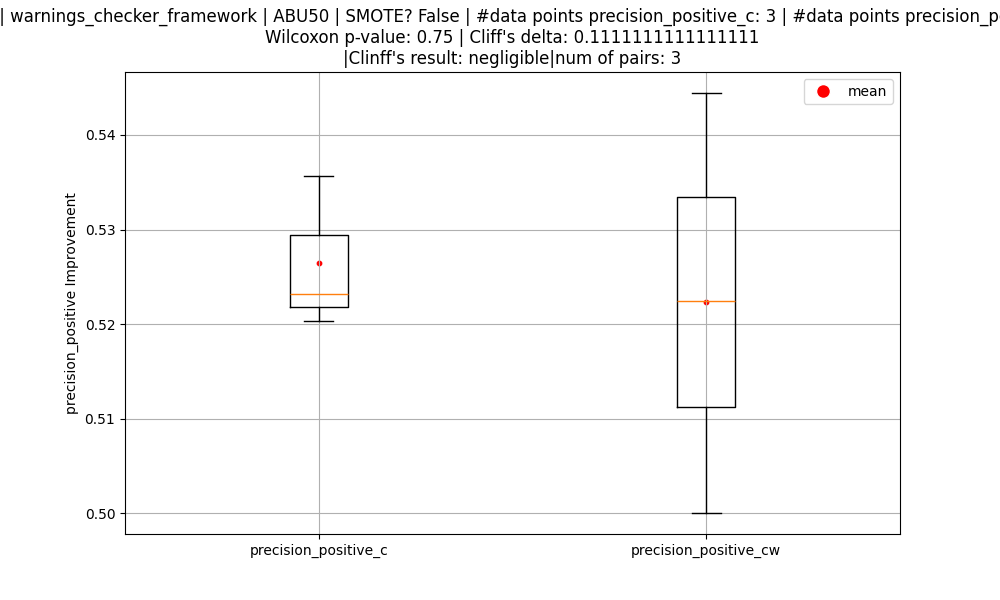 | warnings_checker_framework | ABU50 | SMOTE? False | #data points precision_positive_c: 3 | #data points
Wilcoxon p-value: 0.75 | Cliff's delta: 0.1111111111111111
|Clinff's result: negligible|num of pairs: 3
mean
0.54
0.53
0.52
0.51
0.50
precision_positive Improvement
precision_positive_c
precision_positive_cw